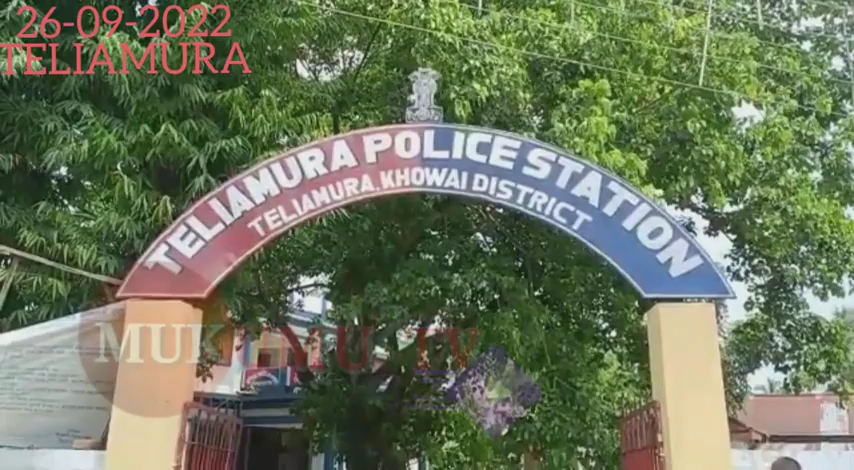 26-09-2022
TELIAMURA
TELIAMURA POLICE STATION
TELIAMURA. KHOWAI DISTRICT